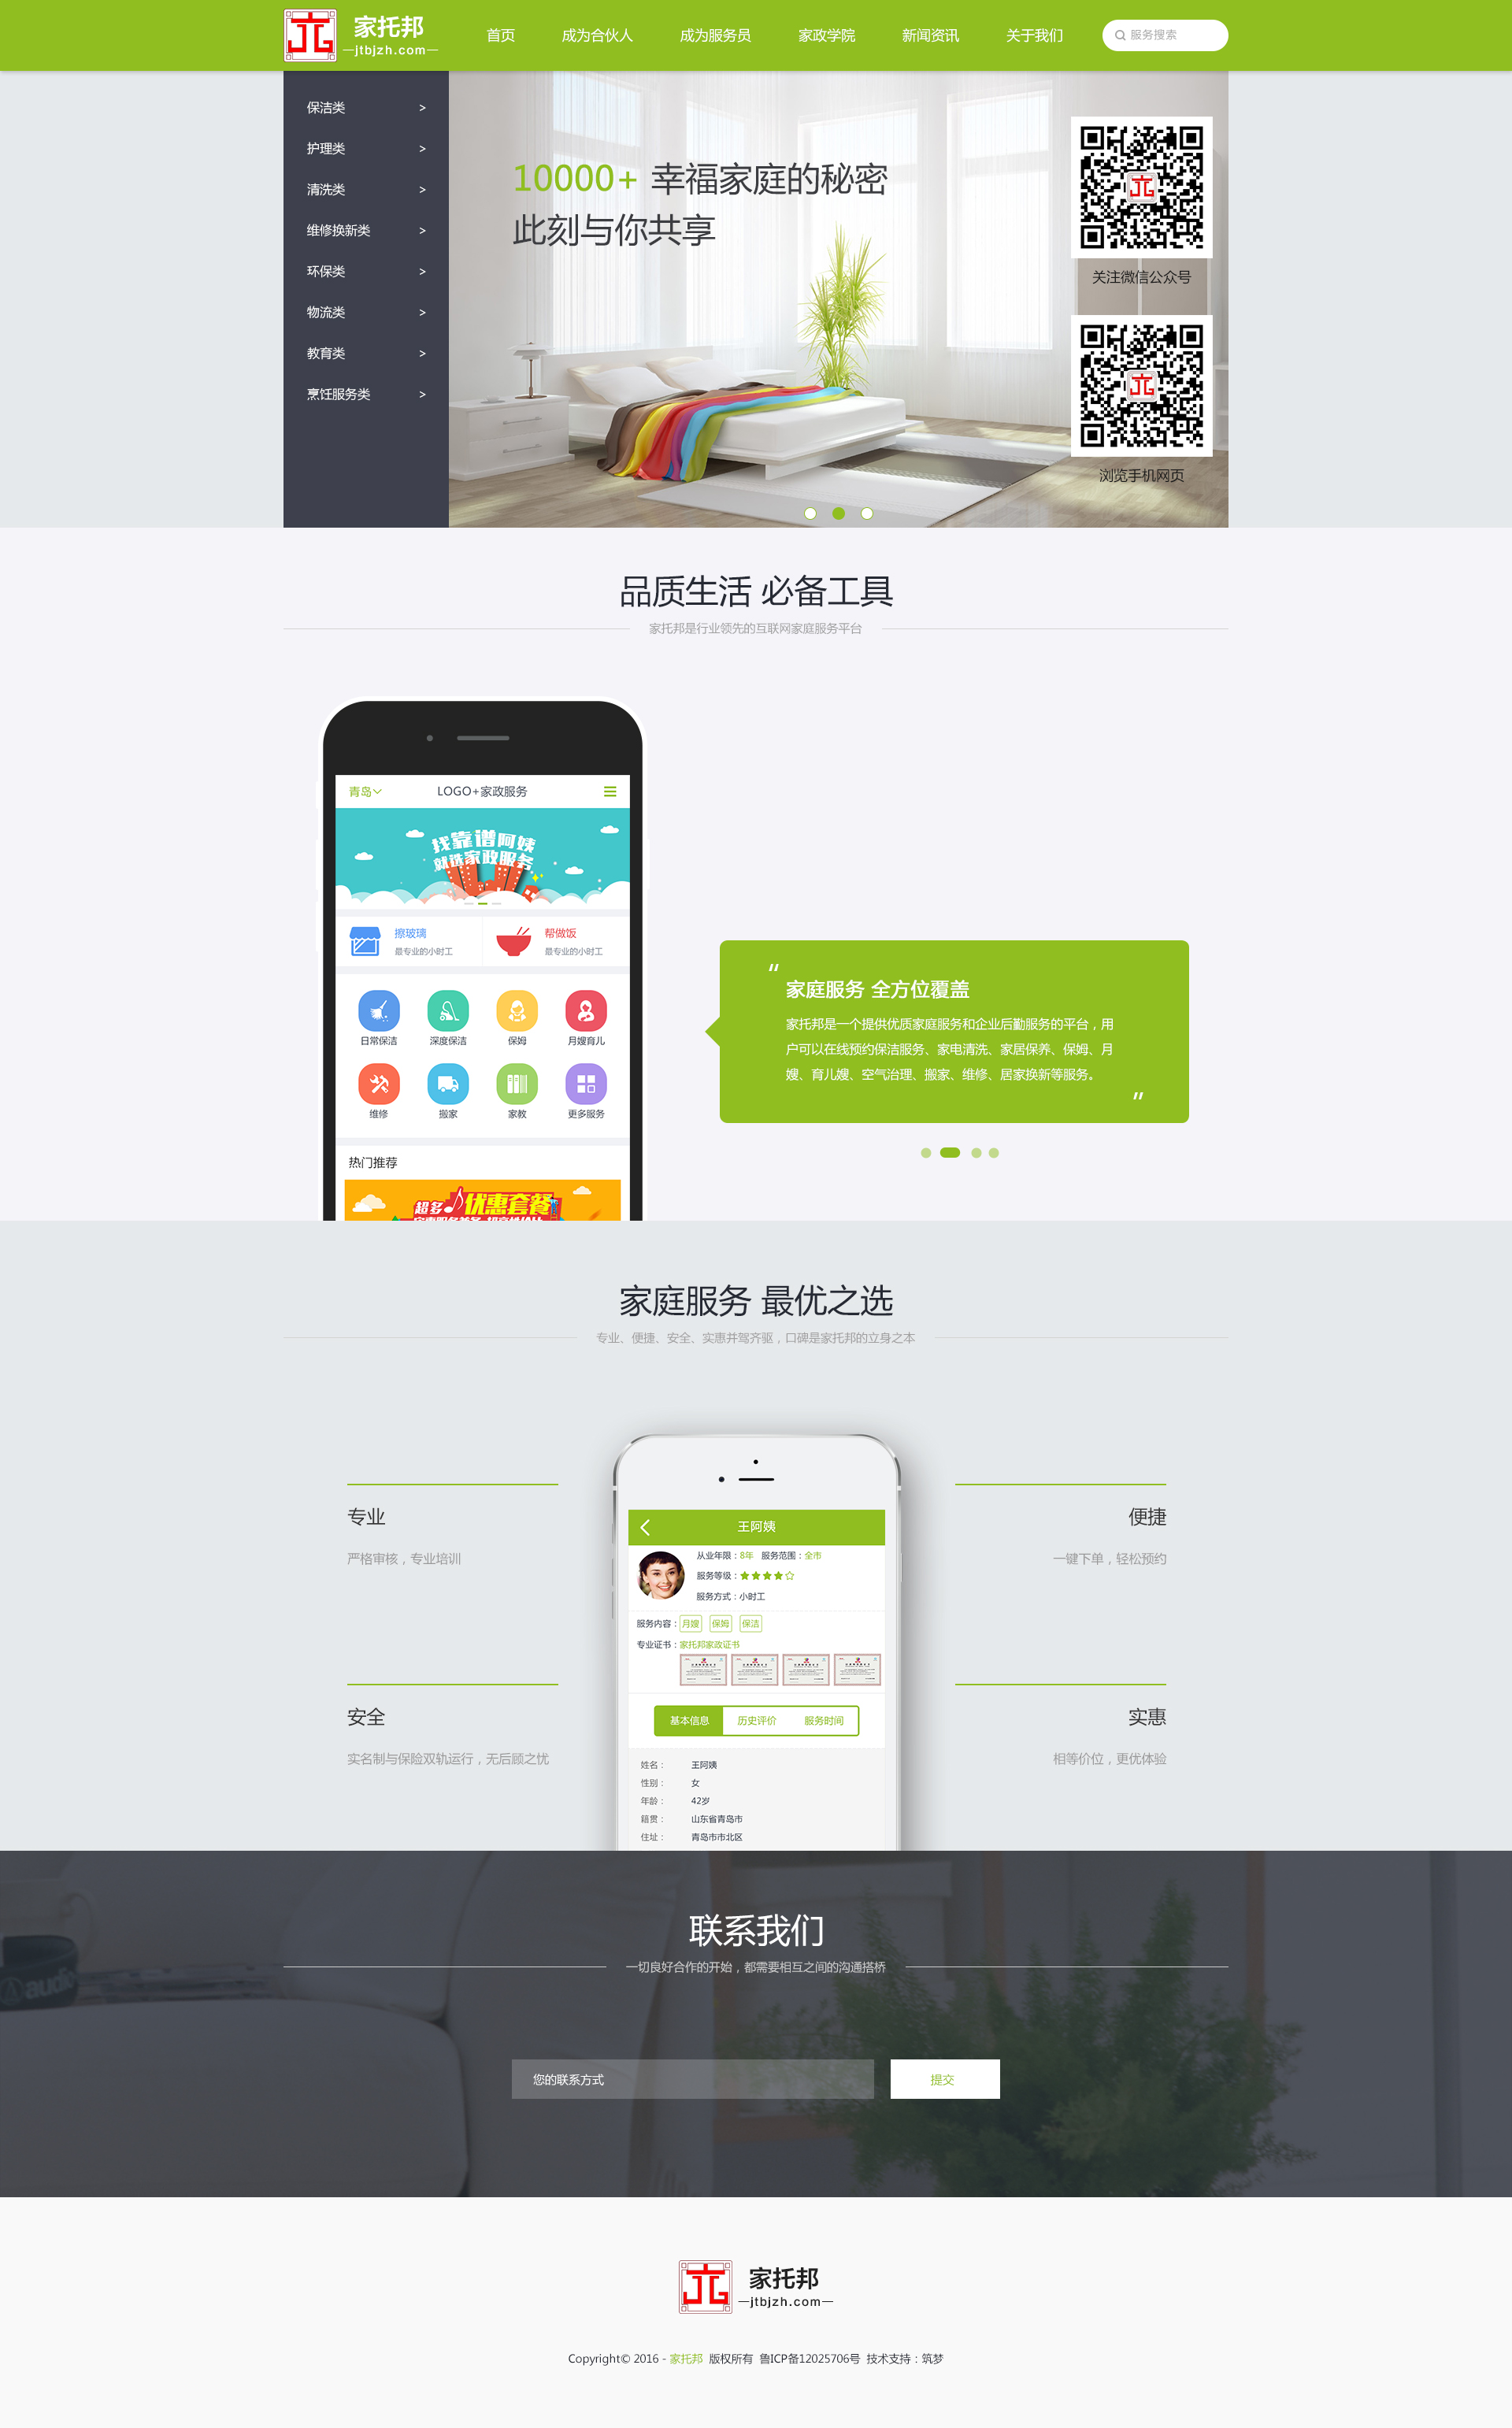 家托邦
jtbjzh.com
首页 成为合伙人 成为服务员 家政学院 新闻资讯 关于我们 服务搜索
保洁类 >
护理类 >
清洗类 >
维修换新类 >
环保类 >
物流类 >
教育类 >
烹饪服务类 >
10000+ 幸福家庭的秘密
此刻与你共享
关注微信公众号
浏览手机网页
品质生活 必备工具
家托邦是行业领先的互联网家庭服务平台
青岛 LOGO+家政服务
找靠谱阿姨
就选家政服务
擦玻璃 帮做饭
最专业的小时工 最专业的小时工
日常保洁 深度保洁 保姆 月嫂育儿
维修 搬家 家教 更多服务
热门推荐
超多优惠套餐
“
家庭服务 全方位覆盖
家托邦是一个提供优质家庭服务和企业后勤服务的平台，用
户可以在线预约保洁服务、家电清洗、家居保养、保姆、月
嫂、育儿嫂、空气治理、搬家、维修、居家换新等服务。
”
家庭服务 最优之选
专业、便捷、安全、实惠并驾齐驱，口碑是家托邦的立身之本
专业
严格审核，专业培训
安全
实名制与保险双轨运行，无后顾之忧
王阿姨
从业年限：8年 服务范围：全市
服务等级：
服务方式：小时工
服务内容：月嫂 保姆 保洁
专业证书：家托邦家政证书
基本信息 历史评价 服务时间
姓名： 王阿姨
性别： 女
年龄： 42岁
籍贯： 山东省青岛市
住址： 青岛市市北区
便捷
一键下单，轻松预约
实惠
相等价位，更优体验
联系我们
一切良好合作的开始，都需要相互之间的沟通搭桥
audio
您的联系方式 提交
家托邦
jtbjzh.com
Copyright© 2016 - 家托邦 版权所有 鲁ICP备12025706号 技术支持：筑梦